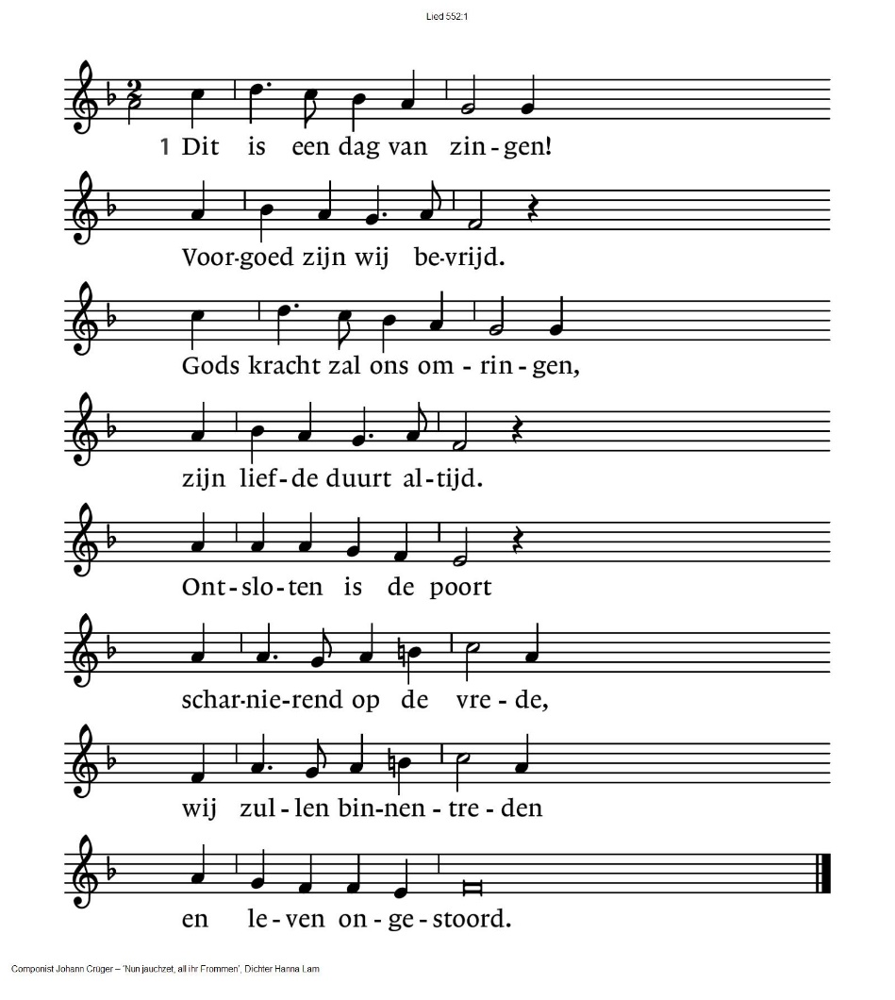 Lied 552:1
2
1 Dit is een dag van zin - gen!
Voor-goed zijn wij be-vrijd.
Gods kracht zal ons om - rin - gen,
zijn lief - de duurt al - tijd.
Ont - slo - ten is de poort
schar-nie-rend op de vre - de,
wij zul - len bin-nen - tre - den
en le - ven on - ge - stoord.
Componist Johann Crüger – ‘Nun jauchzet, all ihr Frommen’, Dichter Hanna Lam